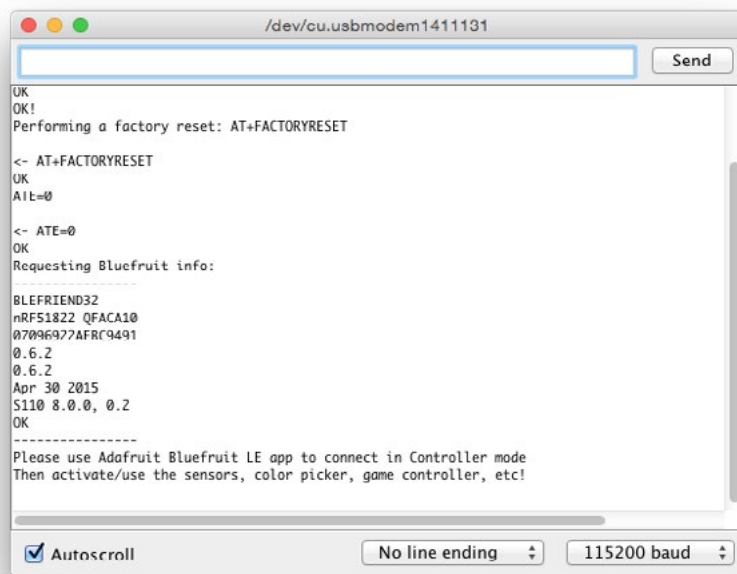 /dev/cu.usbmodem1411131
Send
OK
OK!
Performing a factory reset: AT+FACTORYRESET
<- AT+FACTORYRESET
OK
ATE=0
<- ATE=0
OK
Requesting Bluefruit info:
----------------
BLEFRIEND32
nRF51822 QFACA10
0.6.2
0.6.2
Apr 30 2015
S110 8.0.0, 0.2
OK
----------------
Please use Adafruit Bluefruit LE app to connect in Controller mode
Then activate/use the sensors, color picker, game controller, etc!
Autoscroll
No line ending
115200 baud